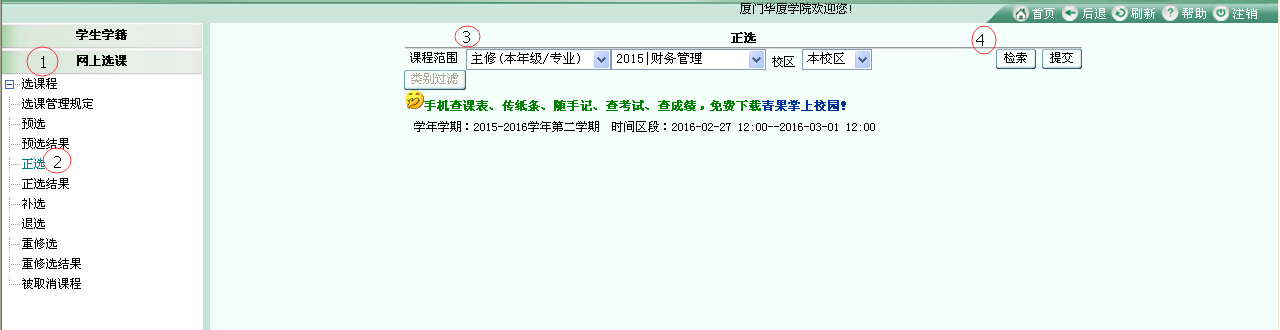 厦门华厦学院欢迎您!
首页 后退 刷新 帮助 注销
学生学籍
1 网上选课
选课程
选课管理规定
预选
预选结果
正选 2
正选结果
补选
退选
重修选
重修选结果
被取消课程
正选
3 4
课程范围 主修(本年级/专业) 2015|财务管理 校区 本校区 检索 提交
类别过滤
手机查课表、传纸条、随手记、查考试、查成绩，免费下载青果掌上校园!
学年学期：2015-2016学年第二学期 时间区段：2016-02-27 12:00--2016-03-01 12:00